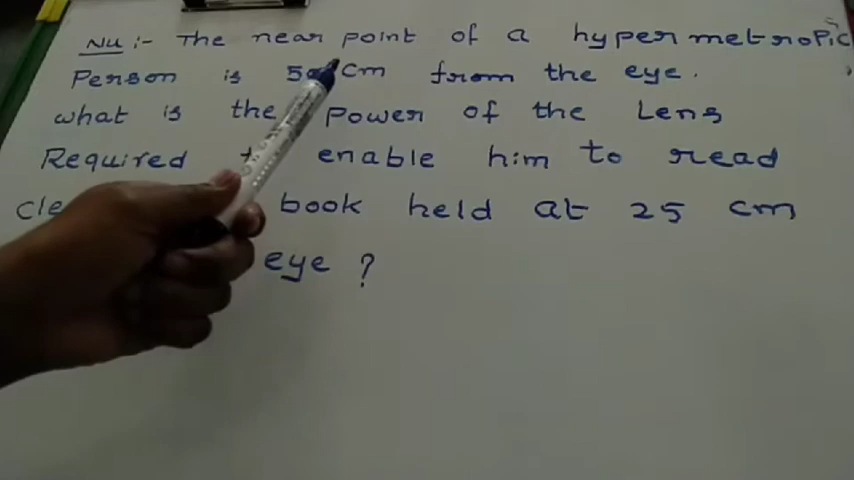 Nu :- The near point of a hypermetropic
Person is cm from the eye.
what is the Power of the Lens
Required enable him to read
book held at 25 cm
eye ?